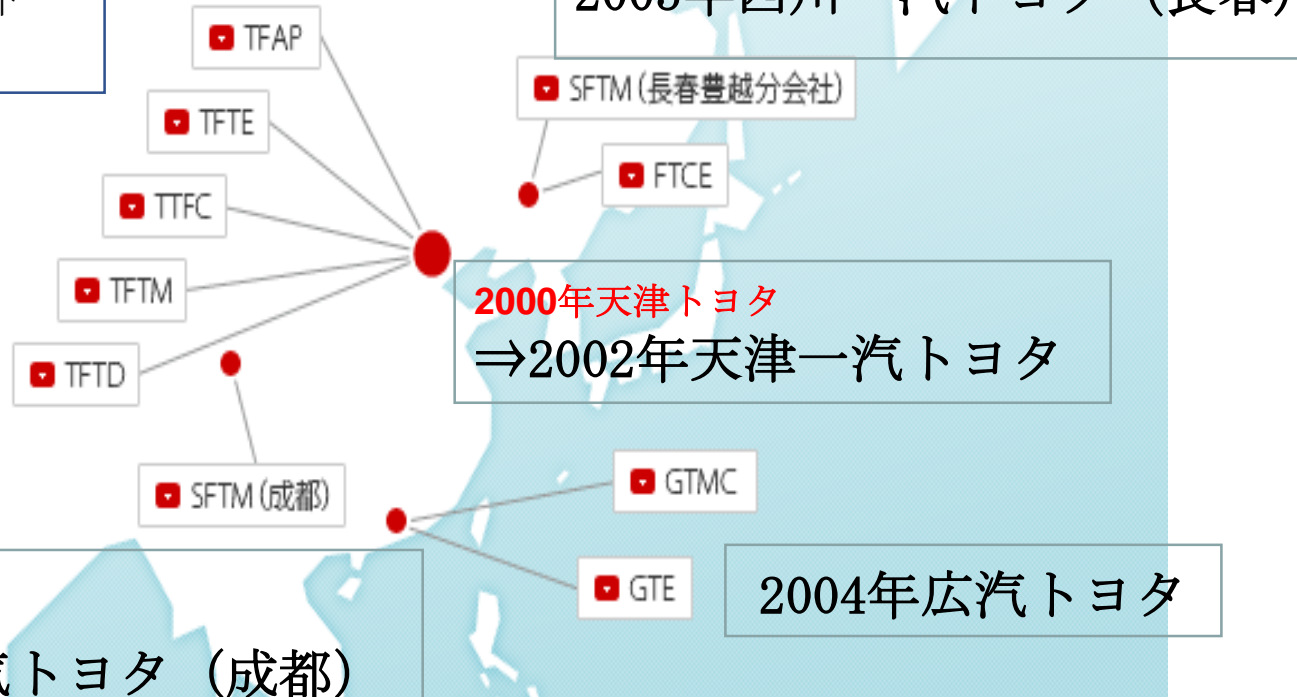 TFAP
SFTM(長春豊越分会社)
TFTE
FTCE
TTFC
TFTM
2000年天津トヨタ
⇒2002年天津一汽トヨタ
TFTD
SFTM(成都)
GTMC
GTE
2004年広汽トヨタ
トヨタ（成都）